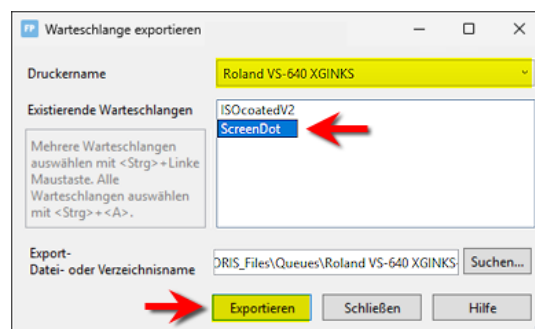 FP Warteschlange exportieren
Druckername
Roland VS-640 XGINKS
Existierende Warteschlangen
ISOcoatedV2
ScreenDot
Mehrere Warteschlangen
auswählen mit <Strg>+Linke
Maustaste. Alle
Warteschlangen auswählen
mit <Strg>+<A>.
Export-
Datei- oder Verzeichnisname
ORIS_Files\Queues\Roland VS-640 XGINKS-
Suchen...
Exportieren
Schließen
Hilfe